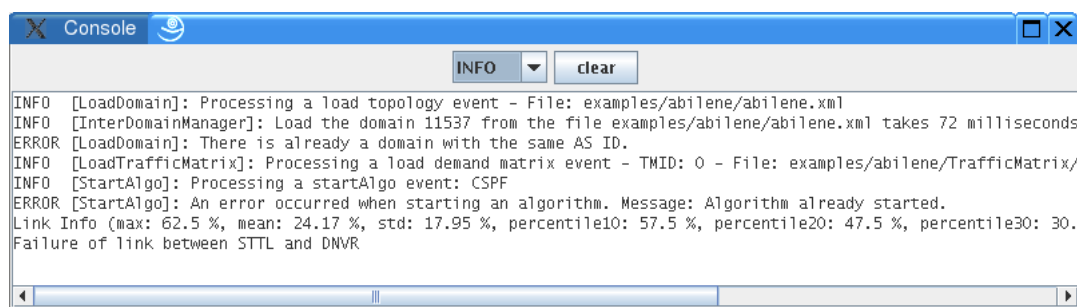 Console
INFO clear
INFO [LoadDomain]: Processing a load topology event - File: examples/abilene/abilene.xml
INFO [InterDomainManager]: Load the domain 11537 from the file examples/abilene/abilene.xml takes 72 milliseconds
ERROR [LoadDomain]: There is already a domain with the same AS ID.
INFO [LoadTrafficMatrix]: Processing a load demand matrix event - TMID: 0 - File: examples/abilene/TrafficMatrix/
INFO [StartAlgo]: Processing a startAlgo event: CSPF
ERROR [StartAlgo]: An error occurred when starting an algorithm. Message: Algorithm already started.
Link Info (max: 62.5 %, mean: 24.17 %, std: 17.95 %, percentile10: 57.5 %, percentile20: 47.5 %, percentile30: 30.
Failure of link between STTL and DNVR